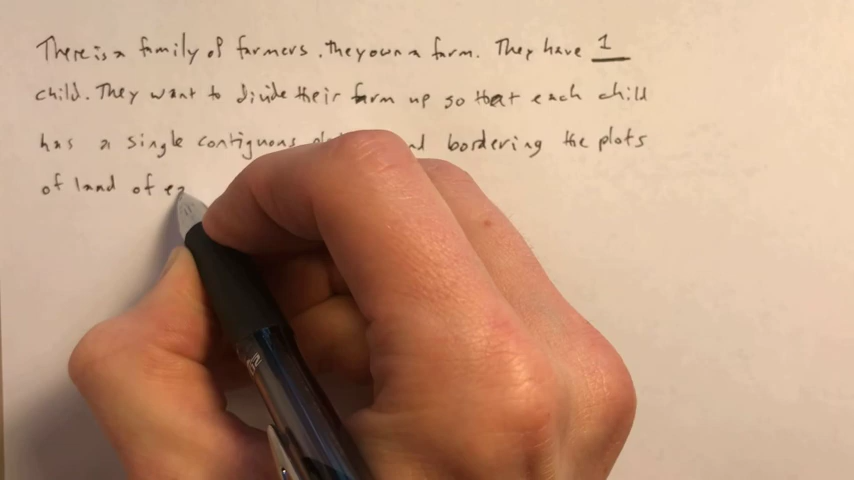 There is a family of farmers. they own a farm. They have 1
child. They want to divide their farm up so that each child
has a single contiguous bordering the plots
of land of ea